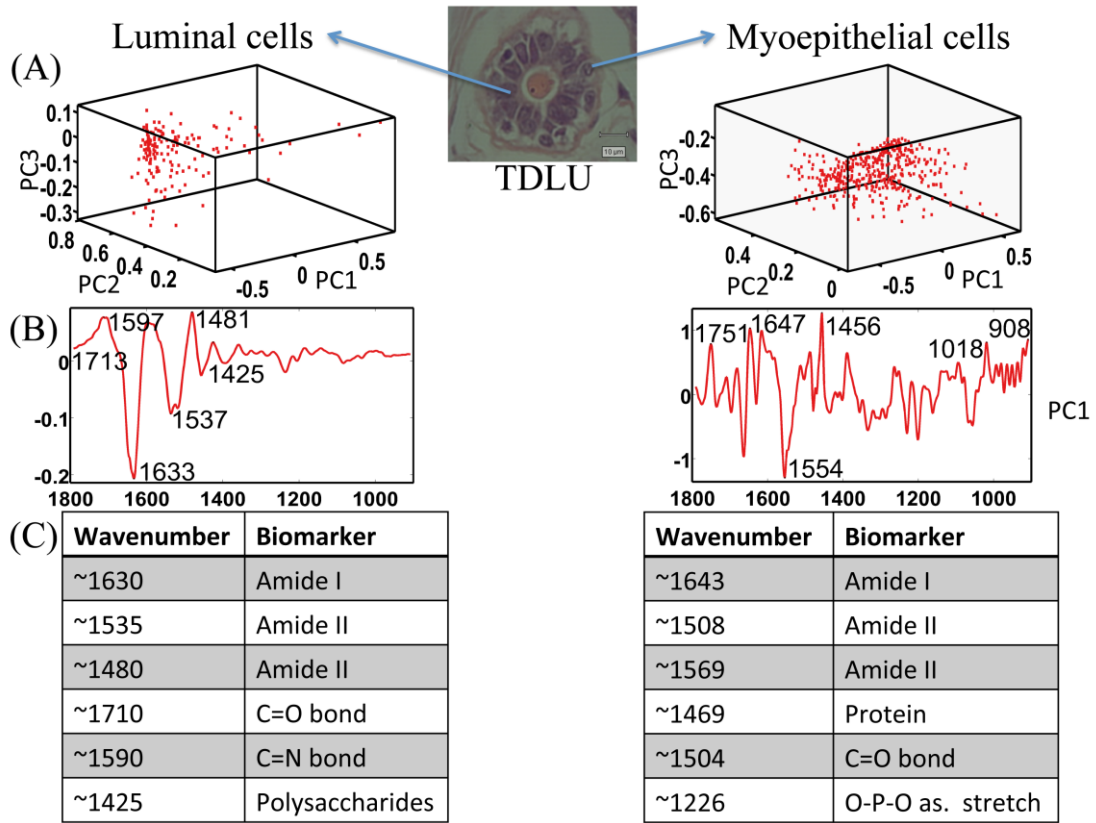 Luminal cells
Myoepithelial cells
(A)
0.1
0
-0.1
-0.2
-0.3
PC3
0.8
0.6
0.4
0.2
PC2
-0.5
0
0.5
PC1
10 µm
TDLU
-0.2
-0.4
-0.6
PC3
0.4
0.2
0
PC2
-0.5
0
0.5
PC1
(B)
0
-0.1
-0.2
1713
1597
1633
1537
1481
1425
1800 1600 1400 1200 1000
1
0
-1
1751
1647
1554
1456
1018
908
1800 1600 1400 1200 1000
PC1
(C)
Wavenumber Biomarker
~1630 Amide I
~1535 Amide II
~1480 Amide II
~1710 C=O bond
~1590 C=N bond
~1425 Polysaccharides
Wavenumber Biomarker
~1643 Amide I
~1508 Amide II
~1569 Amide II
~1469 Protein
~1504 C=O bond
~1226 O-P-O as. stretch